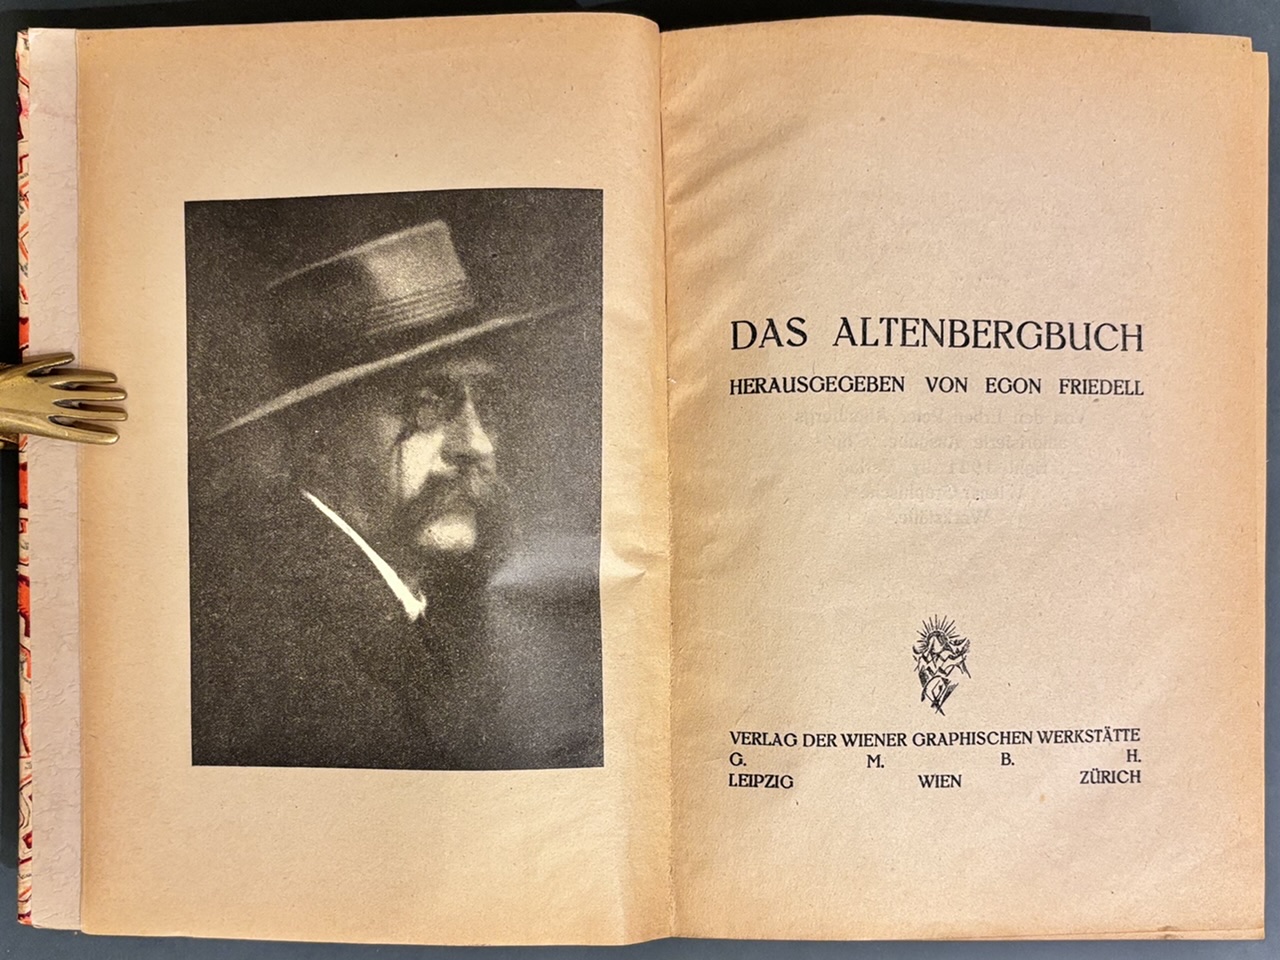 DAS ALTENBERGBUCH
HERAUSGEGEBEN VON EGON FRIEDELL
VERLAG DER WIENER GRAPHISCHEN WERKSTÄTTE
G. M. B. H.
LEIPZIG WIEN ZÜRICH